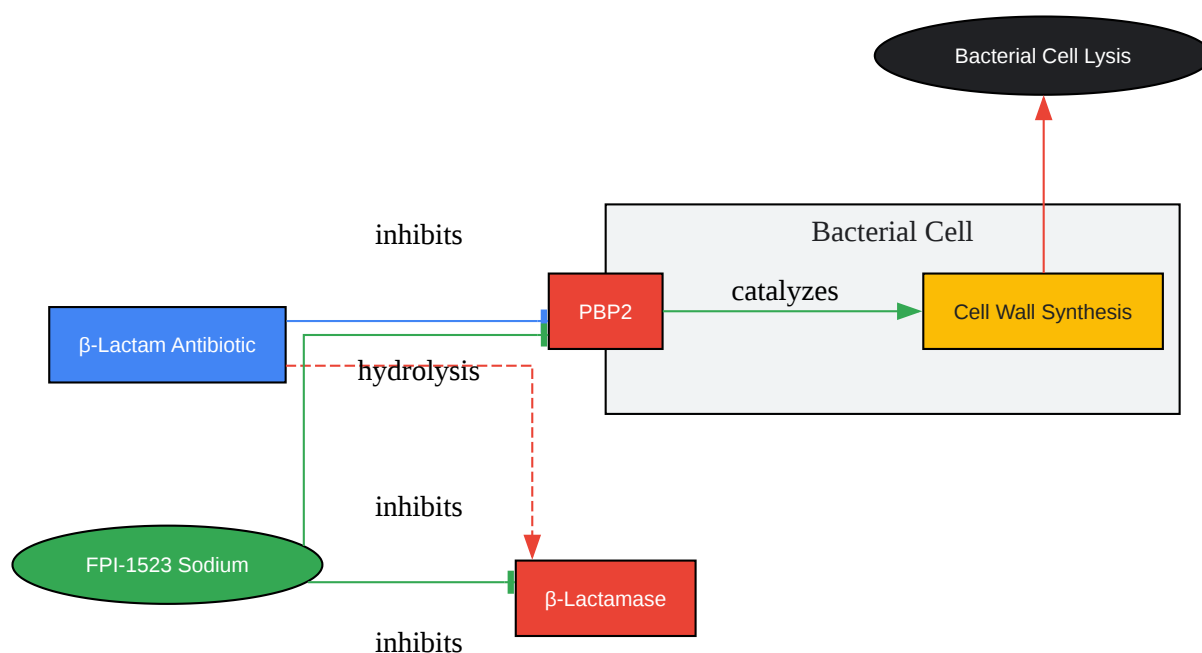 Bacterial Cell Lysis
inhibits
Bacterial Cell
catalyzes
PBP2
Cell Wall Synthesis
β-Lactam Antibiotic
hydrolysis
inhibits
FPI-1523 Sodium
β-Lactamase
inhibits